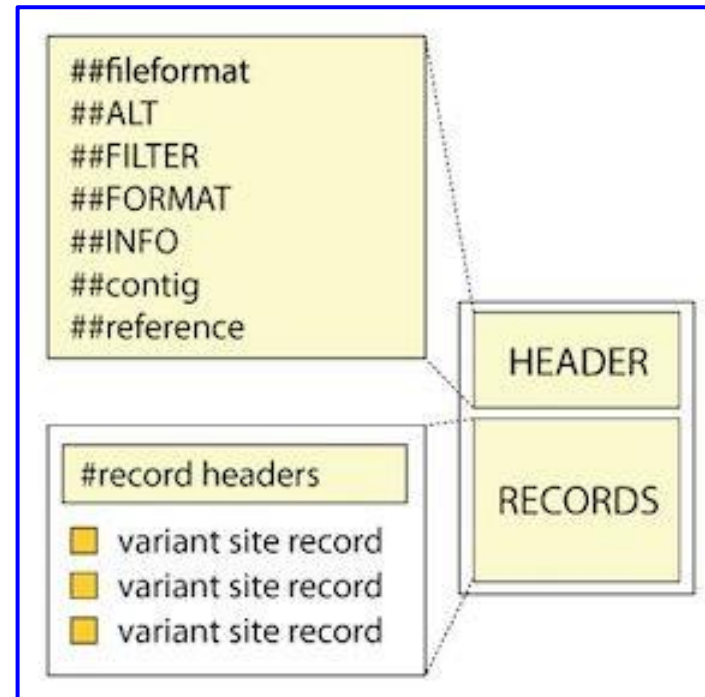 ##fileformat
##ALT
##FILTER
##FORMAT
##INFO
##contig
##reference
HEADER
RECORDS
#record headers
variant site record
variant site record
variant site record